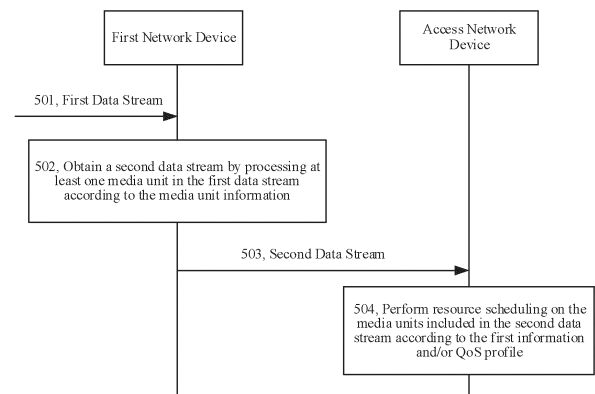 First Network Device
Access Network
Device
501, First Data Stream
502, Obtain a second data stream by processing at
least one media unit in the first data stream
according to the media unit information
503, Second Data Stream
504, Perform resource scheduling on the
media units included in the second data
stream according to the first information
and/or QoS profile